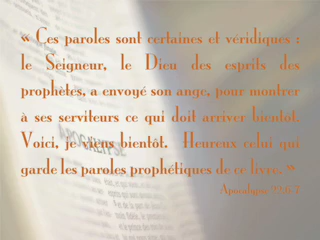 « Ces paroles sont certaines et véridiques :
le Seigneur, le Dieu des esprits des
prophètes, a envoyé son ange, pour montrer
à ses serviteurs ce qui doit arriver bientôt.
Voici, je viens bientôt. Heureux celui qui
garde les paroles prophétiques de ce livre. »
APOCALYPSE
Apocalypse 22.6-7